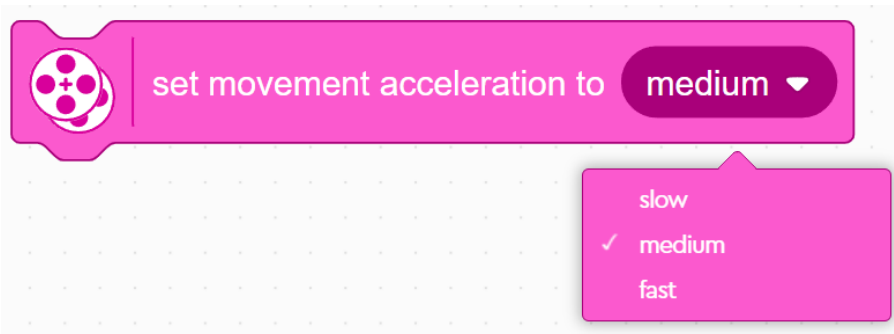 set movement acceleration to medium
slow
medium
fast